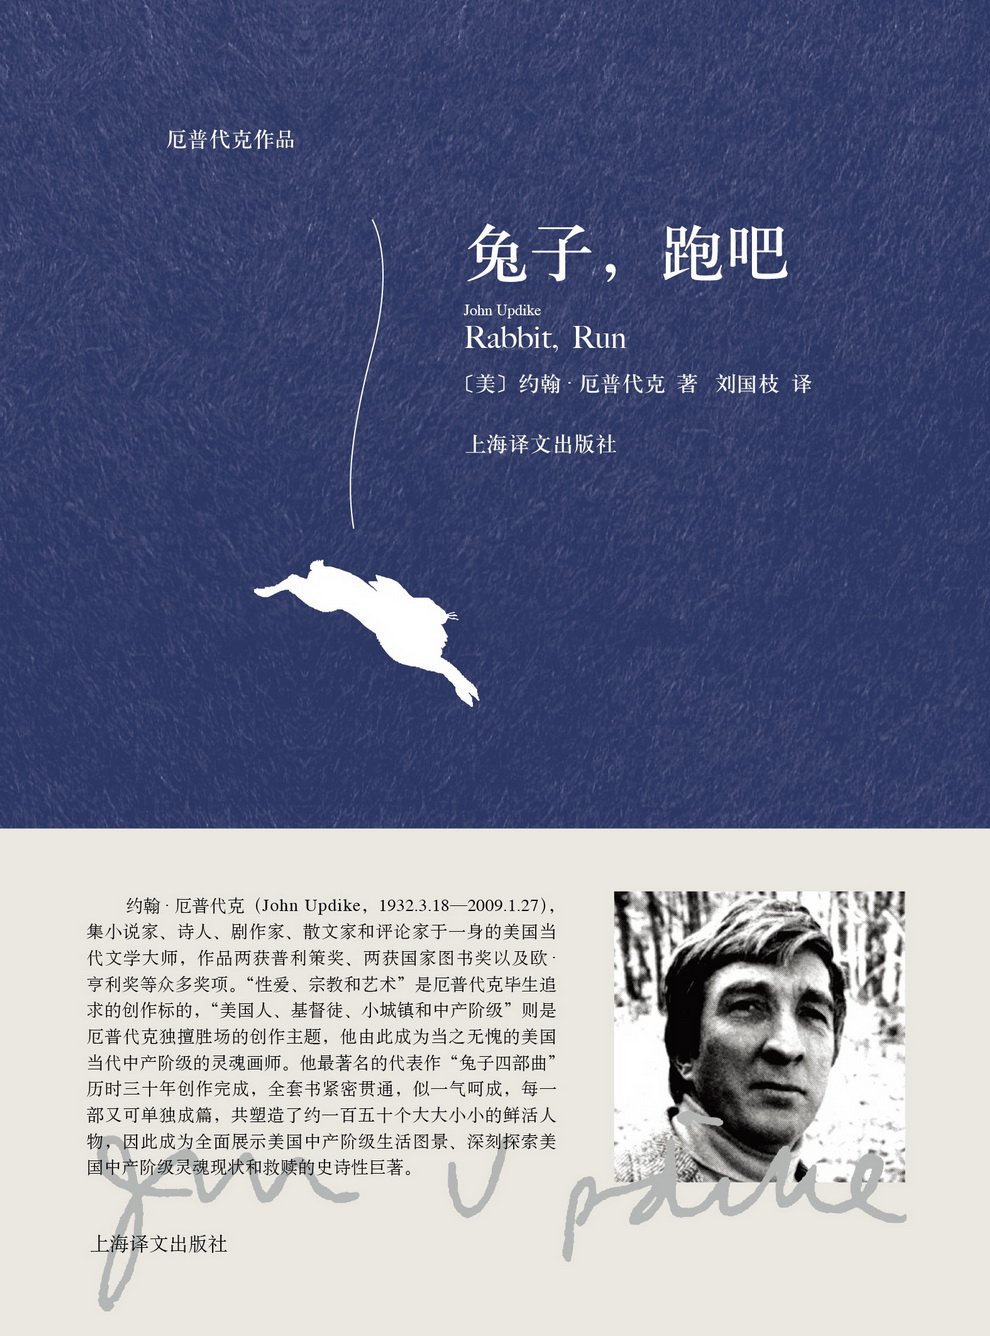 厄普代克作品
兔子，跑吧
John Updike
Rabbit, Run
〔美〕约翰·厄普代克 著 刘国枝 译
上海译文出版社
约翰·厄普代克（John Updike，1932.3.18—2009.1.27），
集小说家、诗人、剧作家、散文家和评论家于一身的美国当
代文学大师，作品两获普利策奖、两获国家图书奖以及欧·
亨利奖等众多奖项。“性爱、宗教和艺术”是厄普代克毕生追
求的创作标的，“美国人、基督徒、小城镇和中产阶级”则是
厄普代克独擅胜场的创作主题，他由此成为当之无愧的美国
当代中产阶级的灵魂画师。他最著名的代表作“兔子四部曲”
历时三十年创作完成，全套书紧密贯通，似一气呵成，每一
部又可单独成篇，共塑造了约一百五十个大大小小的鲜活人
物，因此成为全面展示美国中产阶级生活图景、深刻探索美
国中产阶级灵魂现状和救赎的史诗性巨著。
John Updike
上海译文出版社